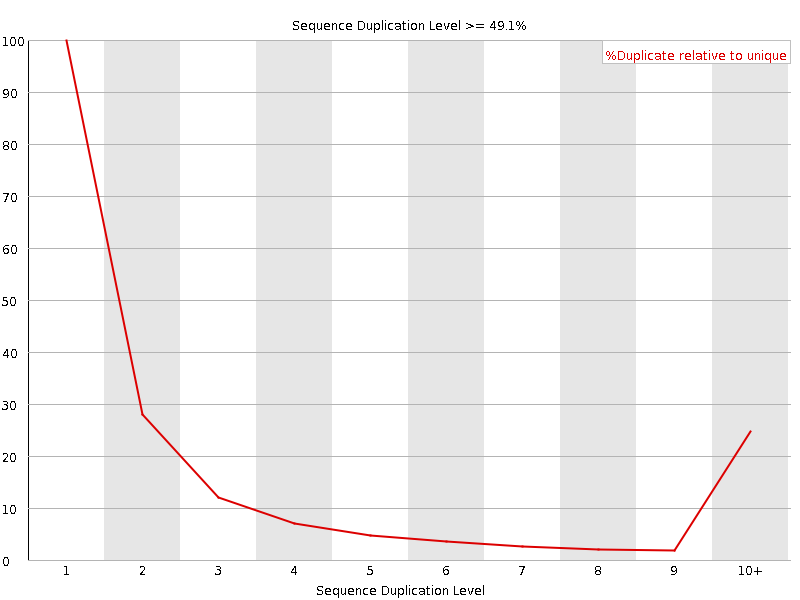 Sequence Duplication Level >= 49.1%
%Duplicate relative to unique
100
90
80
70
60
50
40
30
20
10
0
1 2 3 4 5 6 7 8 9 10+
Sequence Duplication Level